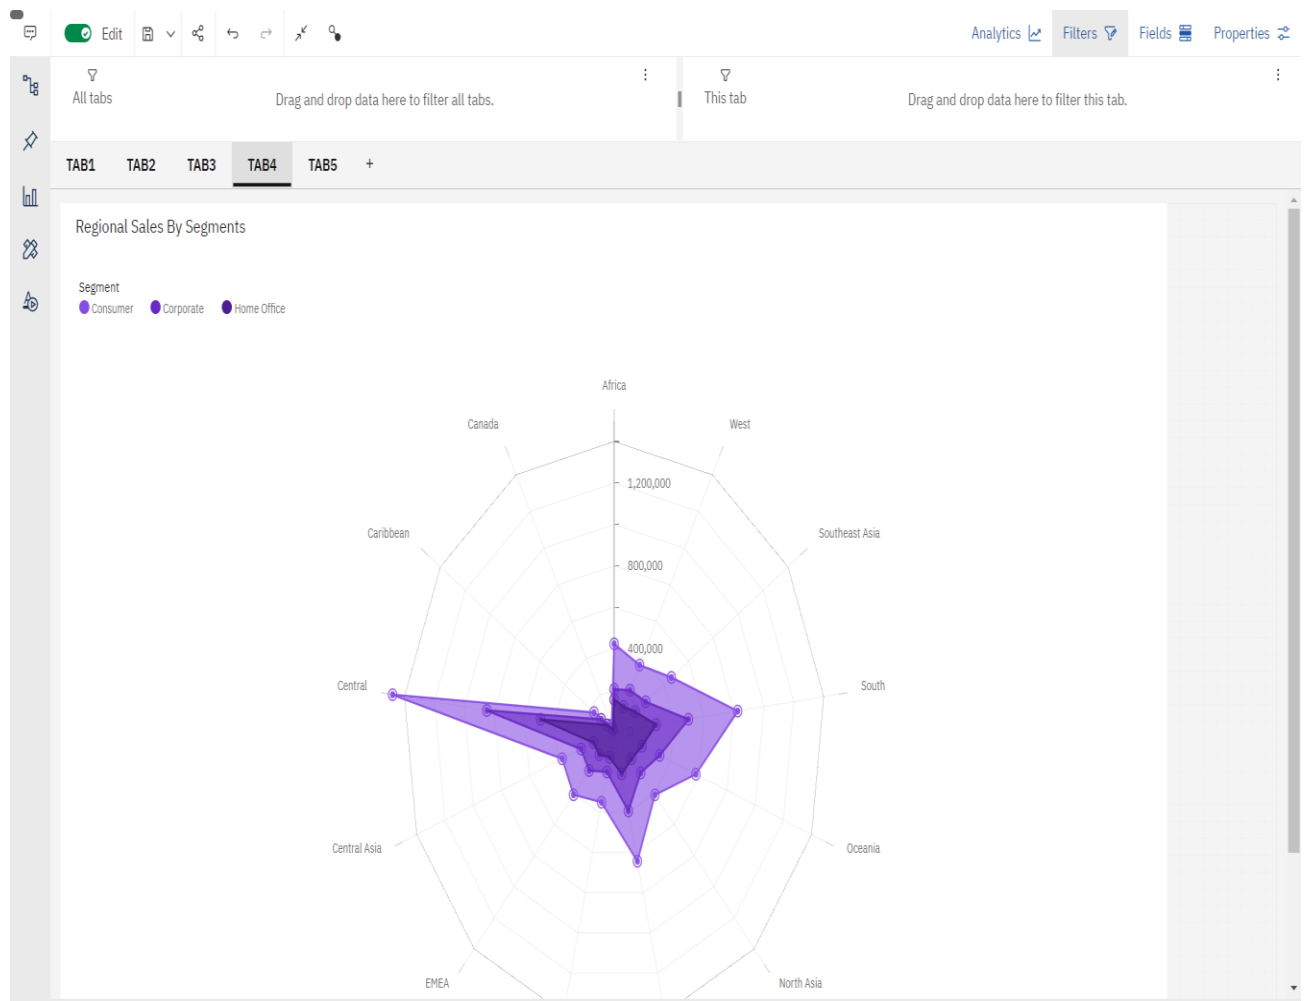 Edit
Analytics
Filters
Fields
Properties
All tabs
Drag and drop data here to filter all tabs.
This tab
Drag and drop data here to filter this tab.
TAB1 TAB2 TAB3 TAB4 TAB5 +
Regional Sales By Segments
Segment
Consumer Corporate Home Office
Africa
Canada
West
1,200,000
Caribbean
Southeast Asia
800,000
400,000
Central
South
Central Asia
Oceania
EMEA
North Asia